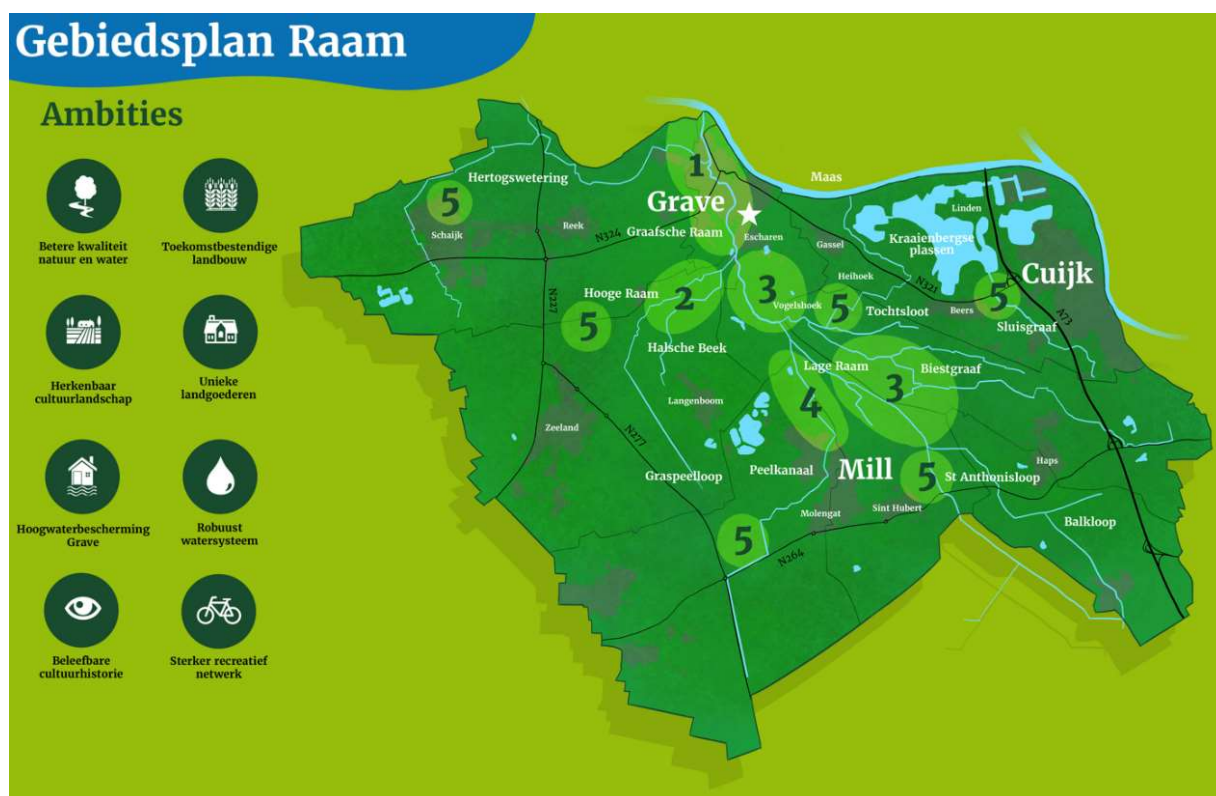 Gebiedsplan Raam
Ambities
Betere kwaliteit
natuur en water
Toekomstbestendige
landbouw
Herkenbaar
cultuurlandschap
Unieke
landgoederen
Hoogwaterbescherming
Grave
Robuust
watersysteem
Beleefbare
cultuurhistorie
Sterker recreatief
netwerk
1
Hertogswetering
Maas
5
Grave
Linden
Schaijk
Reek
N324
Graafsche Raam
Escharen
Gassel
Kraaienbergse
plassen
Cuijk
Heihoek
N321
Hooge Raam
2
3
Vogelshoek
5
Tochtsloot
Beers
5
A73
N227
5
Sluisgraaf
Halsche Beek
Lage Raam
Biestgraaf
Langenboom
4
3
Zeeland
N277
Graspeelloop
Peelkanaal
Mill
5
St Anthonisloop
Haps
Molengat
Sint Hubert
Balkloop
5
N264